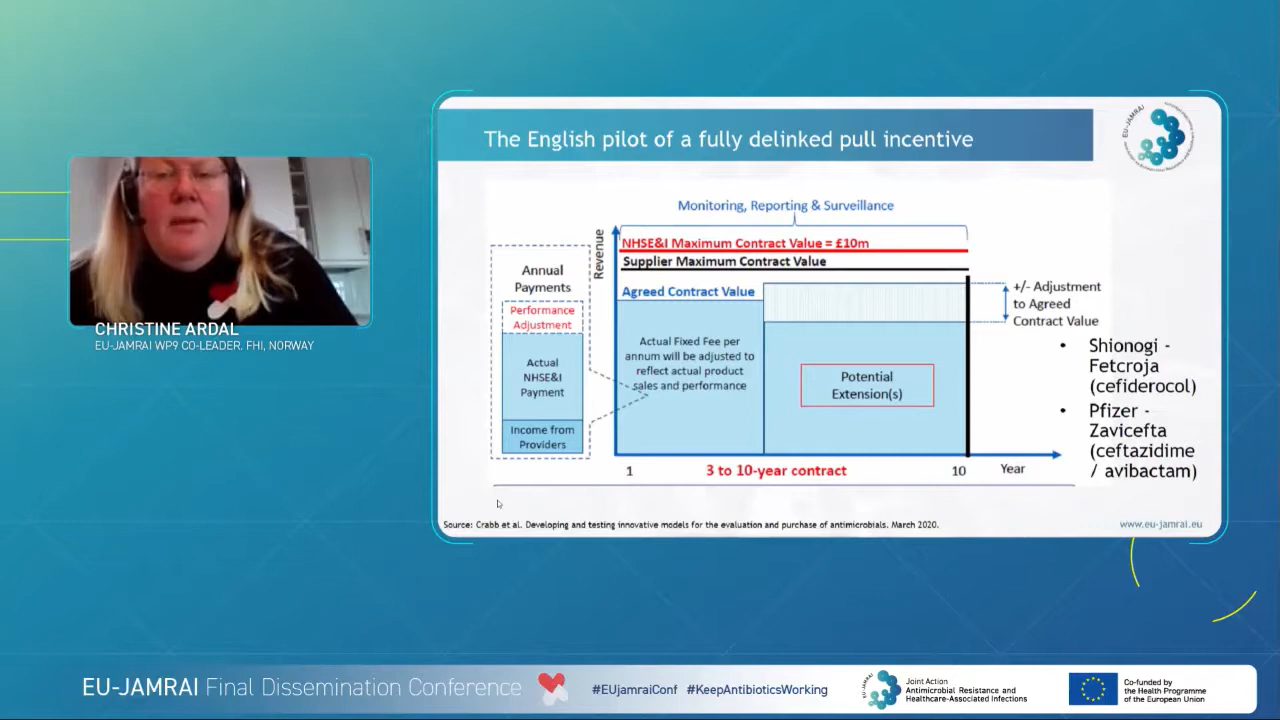 The English pilot of a fully delinked pull incentive
EU-JAMRAI
Monitoring, Reporting & Surveillance
Revenue
NHSE&I Maximum Contract Value = £10m
Supplier Maximum Contract Value
Agreed Contract Value
Annual
Payments
Performance
Adjustment
Actual
NHSE&I
Payment
Income from
Providers
Actual Fixed Fee per
annum will be adjusted to
reflect actual product
sales and performance
Potential
Extension(s)
+/- Adjustment
to Agreed
Contract Value
1
3 to 10-year contract
10
Year
• Shionogi -
Fetcroja
(cefiderocol)
• Pfizer -
Zavicefta
(ceftazidime
/ avibactam)
Source: Crabb et al. Developing and testing innovative models for the evaluation and purchase of antimicrobials. March 2020.
www.eu-jamrai.eu
CHRISTINE ARDAL
EU-JAMRAI WP9 CO-LEADER. FHI, NORWAY
EU-JAMRAI Final Dissemination Conference
#EUjamraiConf #KeepAntibioticsWorking
Joint Action
Antimicrobial Resistance and
Healthcare-Associated Infections
Co-funded by
the Health Programme
of the European Union